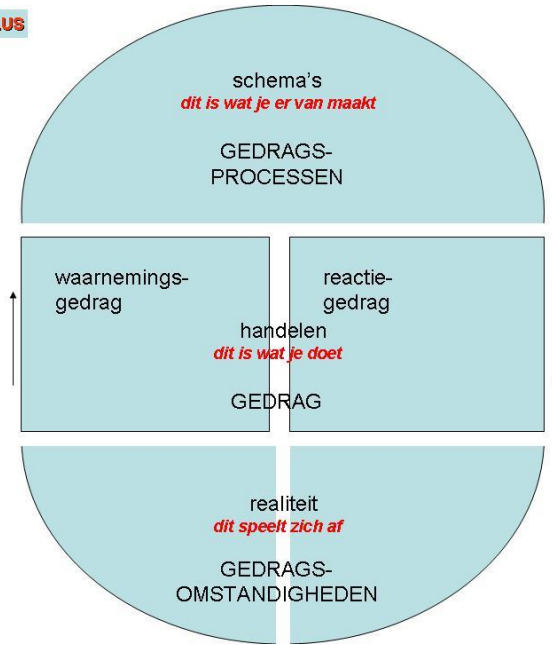 LUS
schema's
dit is wat je er van maakt
GEDRAGS-
PROCESSEN
waarnemings-
gedrag
reactie-
gedrag
handelen
dit is wat je doet
GEDRAG
realiteit
dit speelt zich af
GEDRAGS-
OMSTANDIGHEDEN